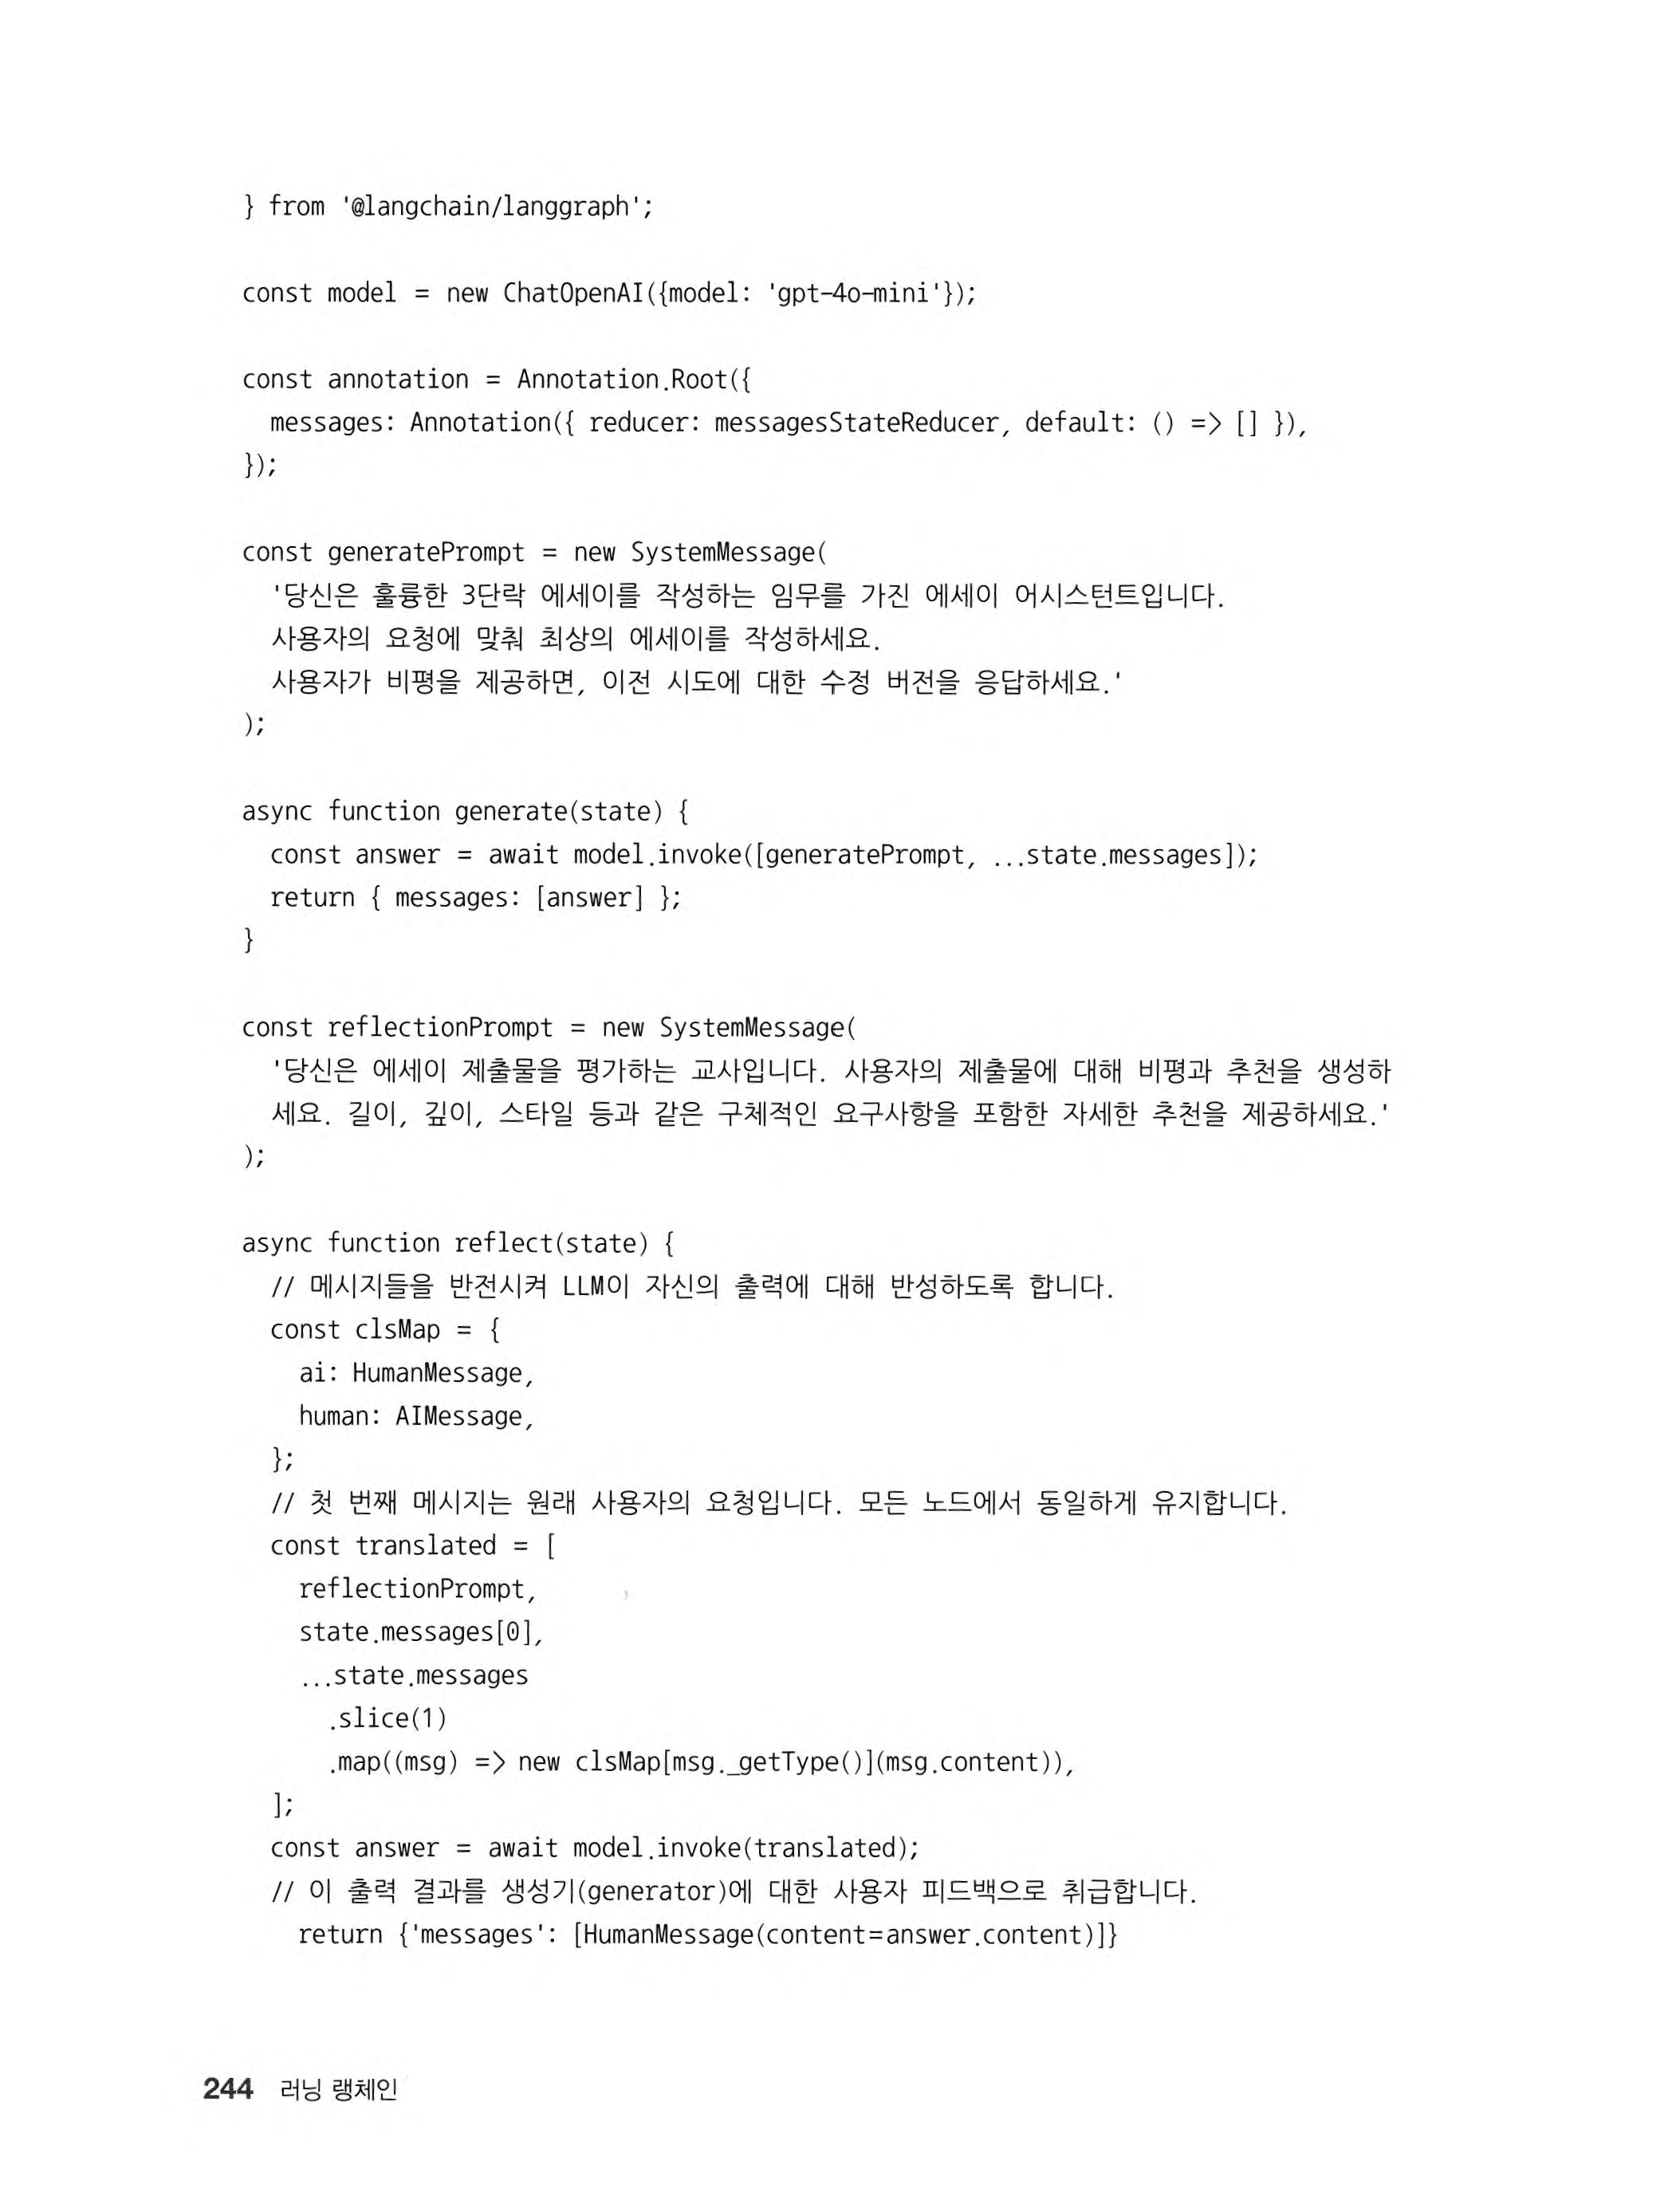 } from '@langchain/langgraph';
const model = new ChatOpenAI({model: 'gpt-4o-mini'});
const annotation = Annotation.Root({
  messages: Annotation({ reducer: messagesStateReducer, default: () => [] }),
});
const generatePrompt = new SystemMessage(
  '당신은 훌륭한 3단락 에세이를 작성하는 임무를 가진 에세이 어시스턴트입니다.
  사용자의 요청에 맞춰 최상의 에세이를 작성하세요.
  사용자가 비평을 제공하면, 이전 시도에 대한 수정 버전을 응답하세요.'
);
async function generate(state) {
  const answer = await model.invoke([generatePrompt, ...state.messages]);
  return { messages: [answer] };
}
const reflectionPrompt = new SystemMessage(
  '당신은 에세이 제출물을 평가하는 교사입니다. 사용자의 제출물에 대해 비평과 추천을 생성하
  세요. 길이, 깊이, 스타일 등과 같은 구체적인 요구사항을 포함한 자세한 추천을 제공하세요.'
);
async function reflect(state) {
  // 메시지들을 반전시켜 LLM이 자신의 출력에 대해 반성하도록 합니다.
  const clsMap = {
    ai: HumanMessage,
    human: AIMessage,
  };
  // 첫 번째 메시지는 원래 사용자의 요청입니다. 모든 노드에서 동일하게 유지합니다.
  const translated = [
    reflectionPrompt,
    state.messages[0],
    ...state.messages
      .slice(1)
      .map((msg) => new clsMap[msg._getType()](msg.content)),
  ];
  const answer = await model.invoke(translated);
  // 이 출력 결과를 생성기(generator)에 대한 사용자 피드백으로 취급합니다.
    return {'messages': [HumanMessage(content=answer.content)]}
244 러닝 랭체인